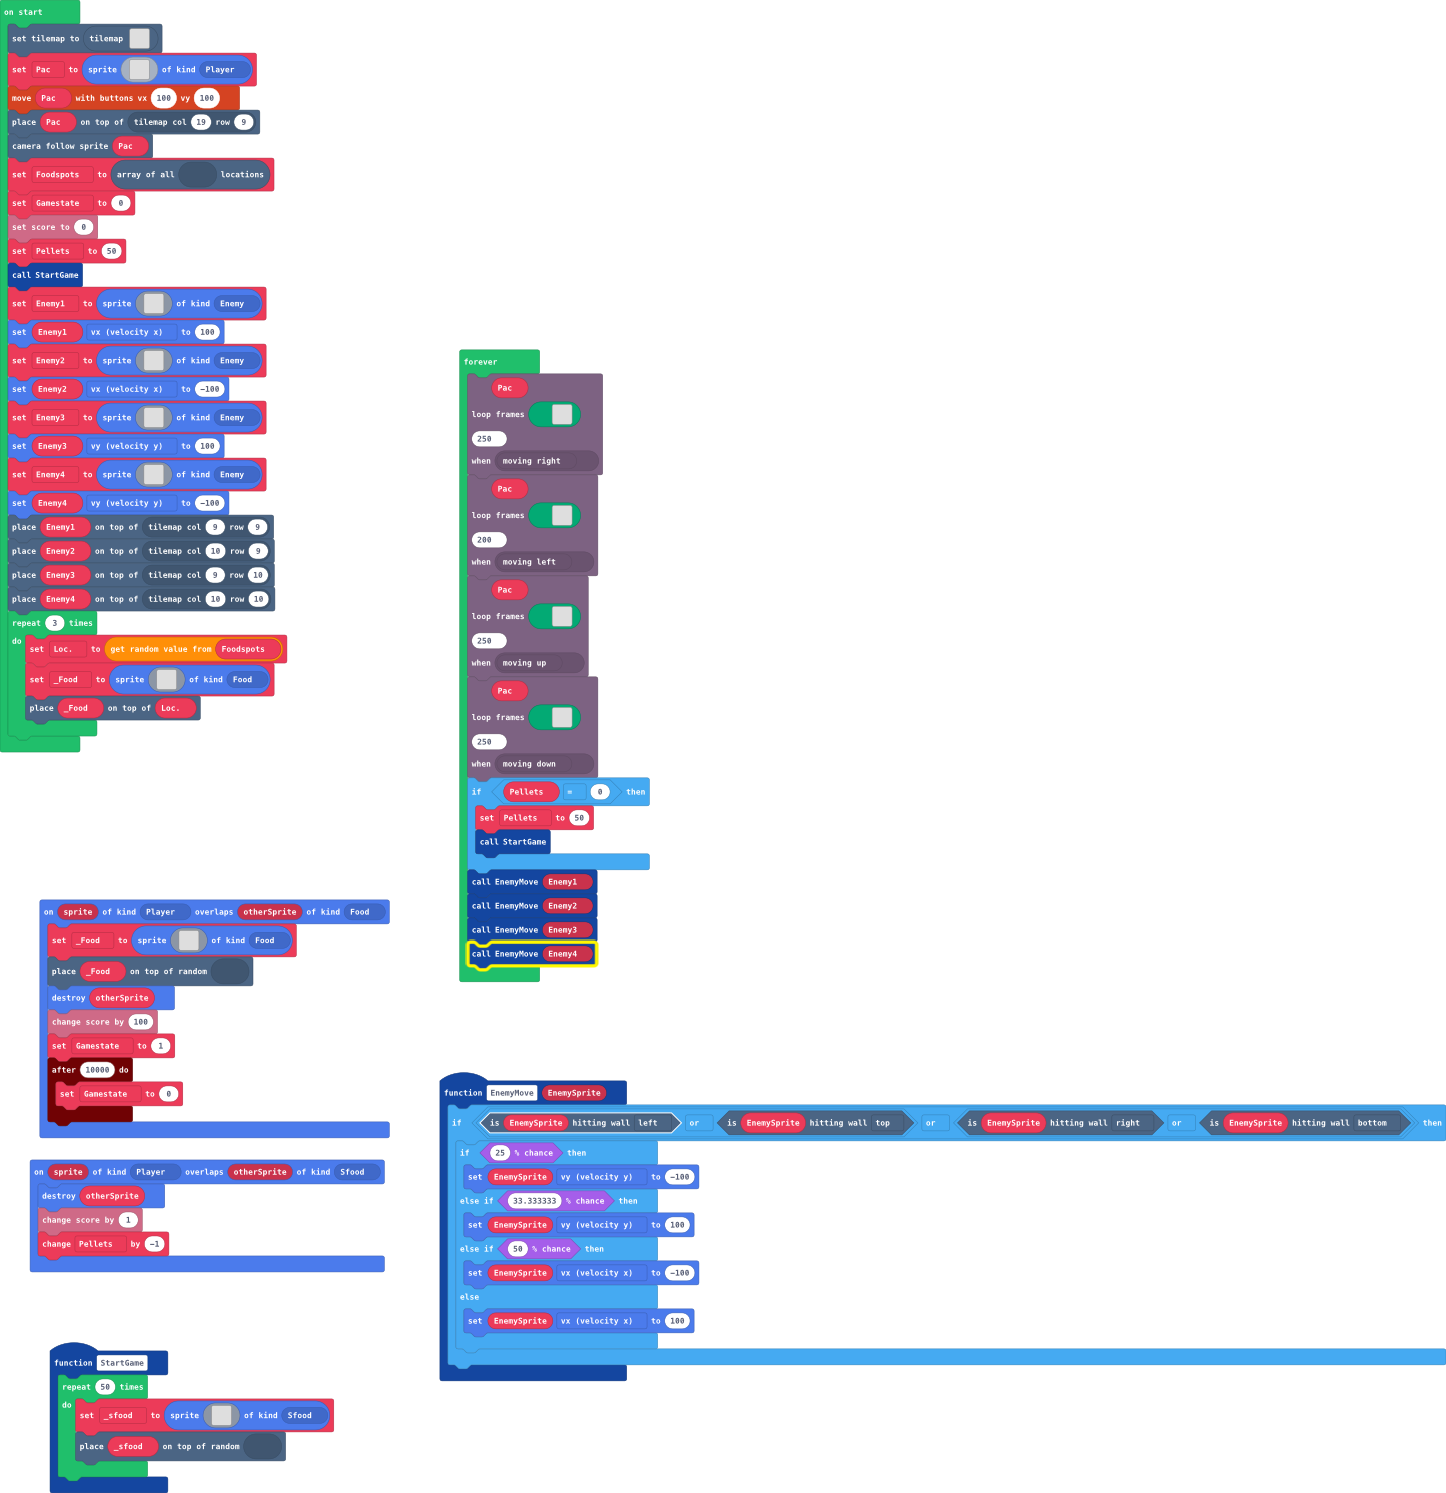 on start
set tilemap to tilemap
set Pac to sprite of kind Player
move Pac with buttons vx 100 vy 100
place Pac on top of tilemap col 19 row 9
camera follow sprite Pac
set Foodspots to array of all locations
set Gamestate to 0
set score to 0
set Pellets to 50
call StartGame
set Enemy1 to sprite of kind Enemy
set Enemy1 vx (velocity x) to 100
set Enemy2 to sprite of kind Enemy
set Enemy2 vx (velocity x) to -100
set Enemy3 to sprite of kind Enemy
set Enemy3 vy (velocity y) to 100
set Enemy4 to sprite of kind Enemy
set Enemy4 vy (velocity y) to -100
place Enemy1 on top of tilemap col 9 row 9
place Enemy2 on top of tilemap col 10 row 9
place Enemy3 on top of tilemap col 9 row 10
place Enemy4 on top of tilemap col 10 row 10
repeat 3 times
do
set Loc. to get random value from Foodspots
set _Food to sprite of kind Food
place _Food on top of Loc.
forever
Pac
loop frames
250
when moving right
Pac
loop frames
200
when moving left
Pac
loop frames
250
when moving up
Pac
loop frames
250
when moving down
if Pellets = 0 then
set Pellets to 50
call StartGame
call EnemyMove Enemy1
call EnemyMove Enemy2
call EnemyMove Enemy3
call EnemyMove Enemy4
on sprite of kind Player overlaps otherSprite of kind Food
set _Food to sprite of kind Food
place _Food on top of random
destroy otherSprite
change score by 100
set Gamestate to 1
after 10000 do
set Gamestate to 0
on sprite of kind Player overlaps otherSprite of kind Sfood
destroy otherSprite
change score by 1
change Pellets by -1
function EnemyMove EnemySprite
if is EnemySprite hitting wall left or is EnemySprite hitting wall top or is EnemySprite hitting wall right or is EnemySprite hitting wall bottom then
if 25 % chance then
set EnemySprite vy (velocity y) to -100
else if 33.333333 % chance then
set EnemySprite vy (velocity y) to 100
else if 50 % chance then
set EnemySprite vx (velocity x) to -100
else
set EnemySprite vx (velocity x) to 100
function StartGame
repeat 50 times
do
set _sfood to sprite of kind Sfood
place _sfood on top of random